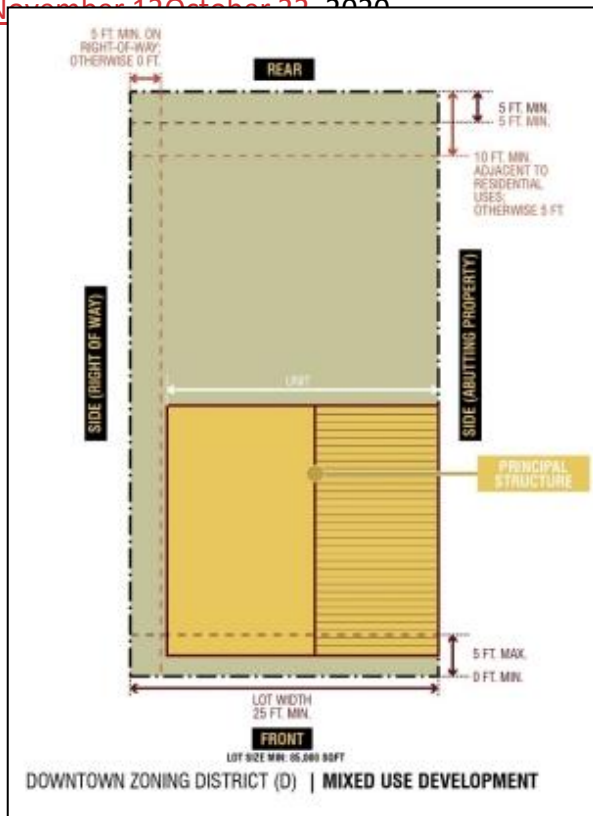 November 12October 22, 2020
5 FT. MIN. ON
RIGHT-OF-WAY;
OTHERWISE 0 FT.
REAR
5 FT. MIN.
5 FT. MIN.
10 FT. MIN.
ADJACENT TO
RESIDENTIAL
USES;
OTHERWISE 5 FT
SIDE (RIGHT OF WAY)
SIDE (ABUTTING PROPERTY)
UNIT
PRINCIPAL
STRUCTURE
5 FT. MAX.
0 FT. MIN.
LOT WIDTH
25 FT. MIN.
FRONT
LOT SIZE MIN: 85,000 SQFT
DOWNTOWN ZONING DISTRICT (D) | MIXED USE DEVELOPMENT